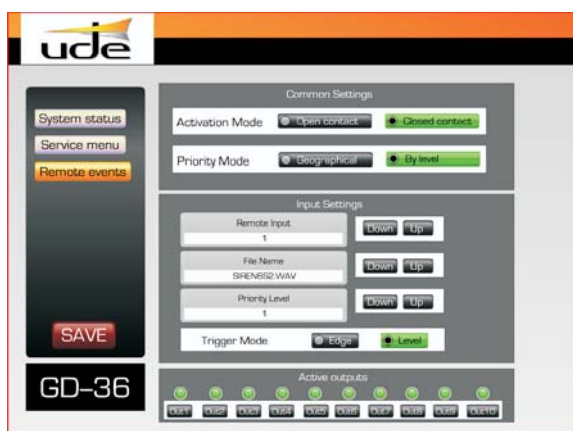 ude
System status
Service menu
Remote events
SAVE
GD-36
Common Settings
Activation Mode Open contact Closed contact
Priority Mode Geographical By level
Input Settings
Remote Input
1
Down Up
File Name
SIRENS2.WAV
Down Up
Priority Level
1
Down Up
Trigger Mode Edge Level
Active outputs
Out1 Out2 Out3 Out4 Out5 Out6 Out7 Out8 Out9 Out10